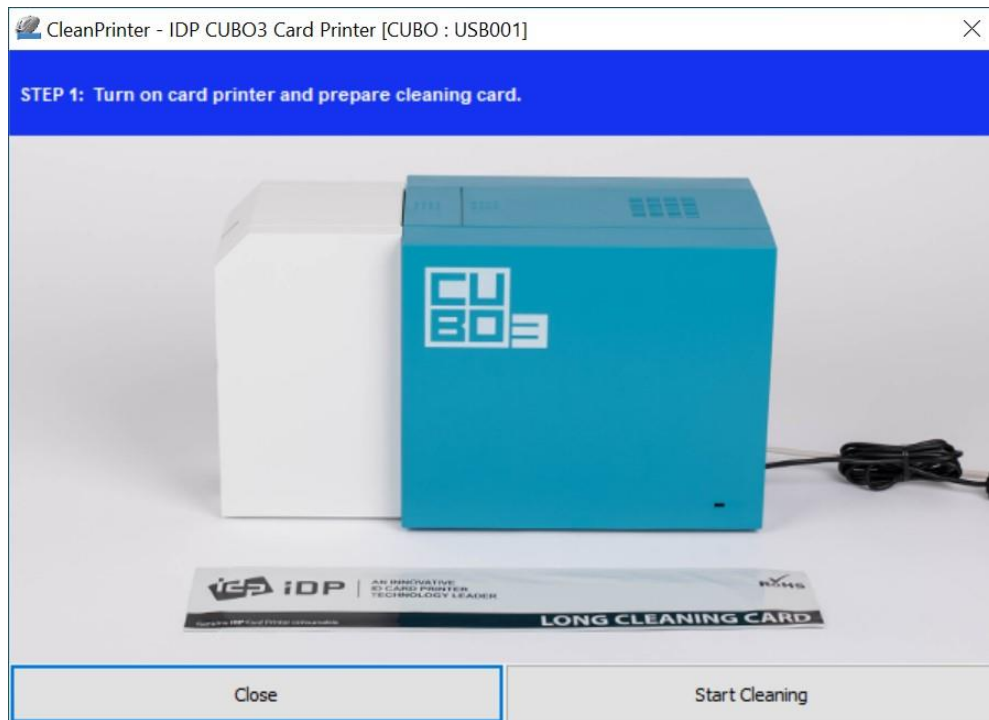 CleanPrinter - IDP CUBO3 Card Printer [CUBO : USB001]
STEP 1:  Turn on card printer and prepare cleaning card.
CU
BO3
iDP
AN INNOVATIVE
ID CARD PRINTER
TECHNOLOGY LEADER
RoHS
LONG CLEANING CARD
Close
Start Cleaning